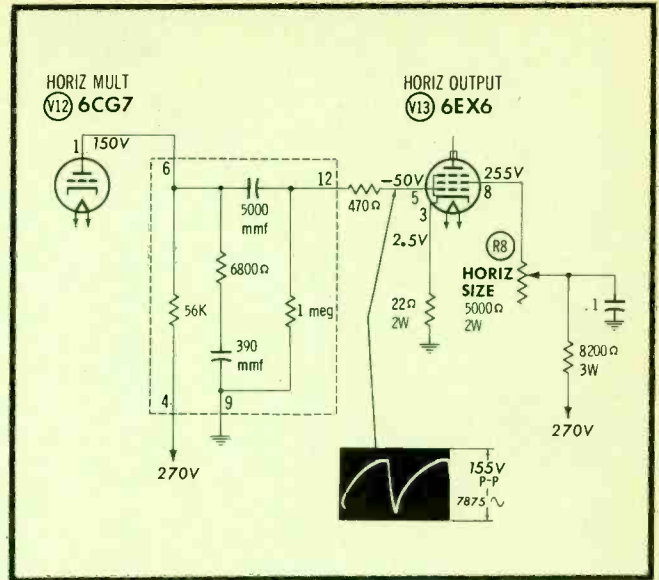 HORIZ MULT
V12 6CG7
1 150V
6
HORIZ OUTPUT
V13 6EX6
12
470Ω
-50V
5
255V
8
3
2.5V
5000
mmf
6800Ω
56K
1 meg
390
mmf
4
9
270V
22Ω
2W
R8
HORIZ
SIZE
5000Ω
2W
.1
8200Ω
3W
270V
155V
P-P
7875 ∿